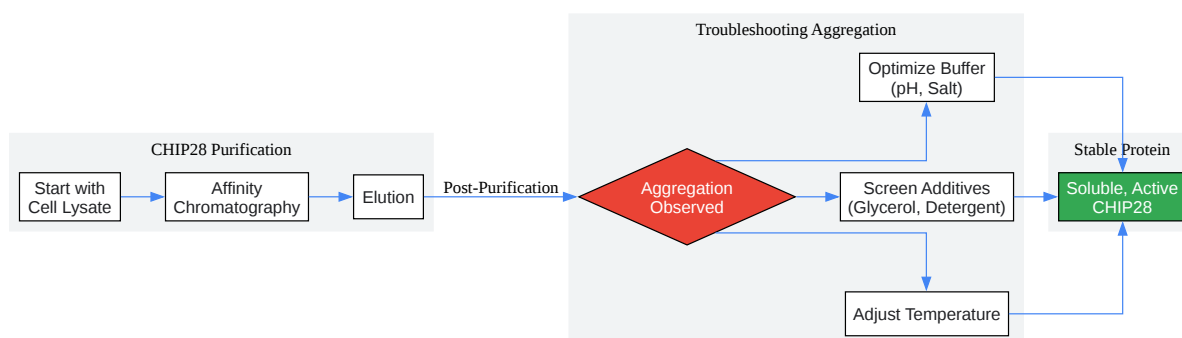 Troubleshooting Aggregation
CHIP28 Purification
Start with
Cell Lysate
Affinity
Chromatography
Elution
Post-Purification
Aggregation
Observed
Optimize Buffer
(pH, Salt)
Screen Additives
(Glycerol, Detergent)
Adjust Temperature
Stable Protein
Soluble, Active
CHIP28